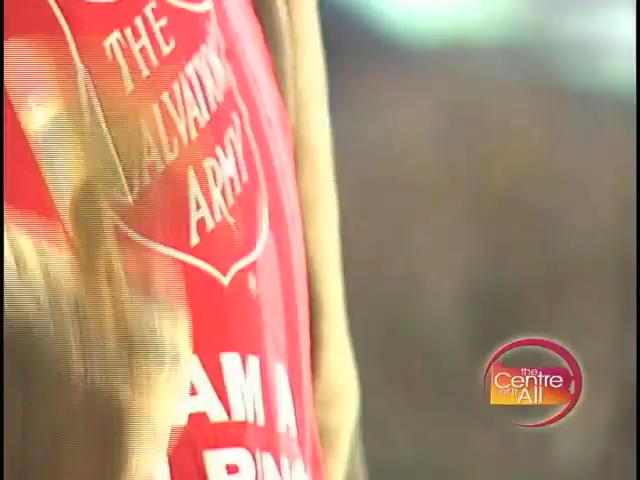 THE
SALVATION
ARMY
AM A
the
Centre
of it
All